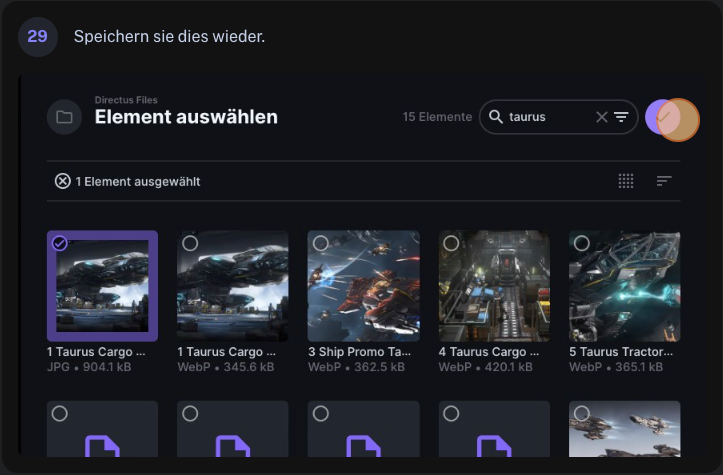 29 Speichern sie dies wieder.
Directus Files
Element auswählen
15 Elemente
taurus
1 Element ausgewählt
1 Taurus Cargo ...
JPG • 904.1 kB
1 Taurus Cargo ...
WebP • 345.6 kB
3 Ship Promo Ta...
WebP • 362.5 kB
4 Taurus Cargo ...
WebP • 420.1 kB
5 Taurus Tractor...
WebP • 365.1 kB